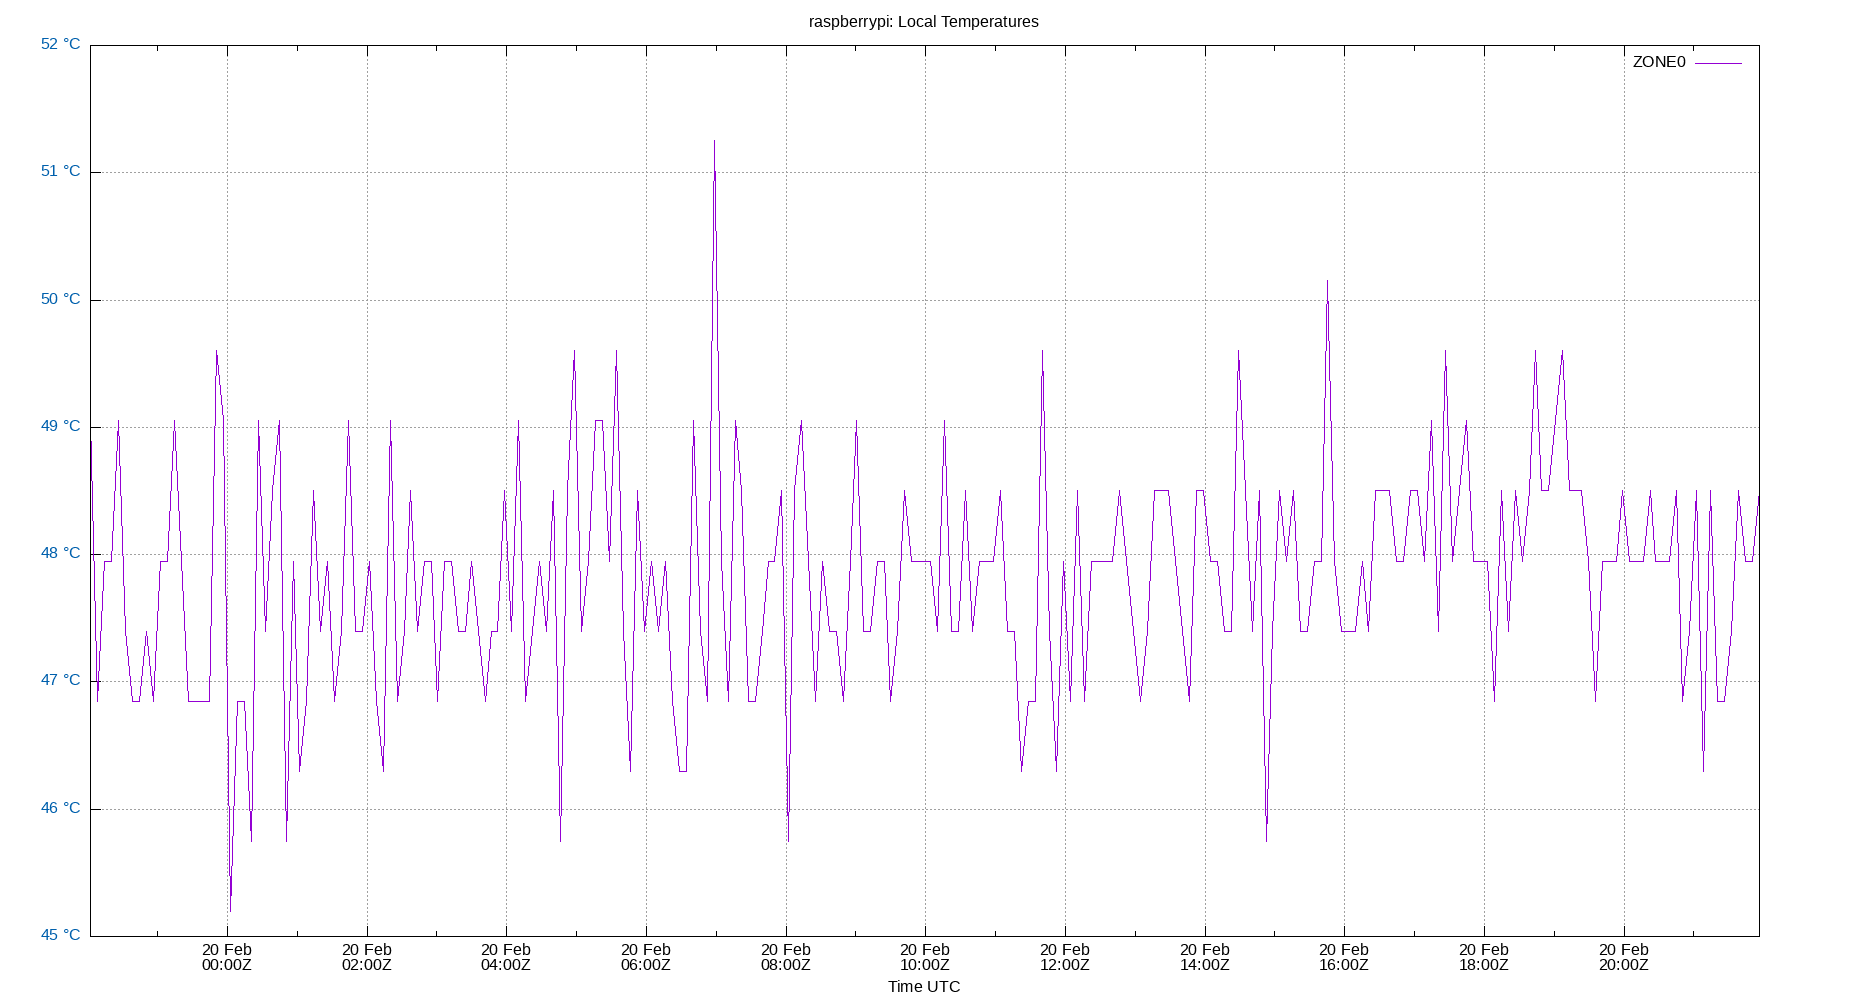 raspberrypi: Local Temperatures
52 °C
ZONE0
51 °C
50 °C
49 °C
48 °C
47 °C
46 °C
45 °C
20 Feb 20 Feb 20 Feb 20 Feb 20 Feb 20 Feb 20 Feb 20 Feb 20 Feb 20 Feb 20 Feb
00:00Z 02:00Z 04:00Z 06:00Z 08:00Z 10:00Z 12:00Z 14:00Z 16:00Z 18:00Z 20:00Z
Time UTC